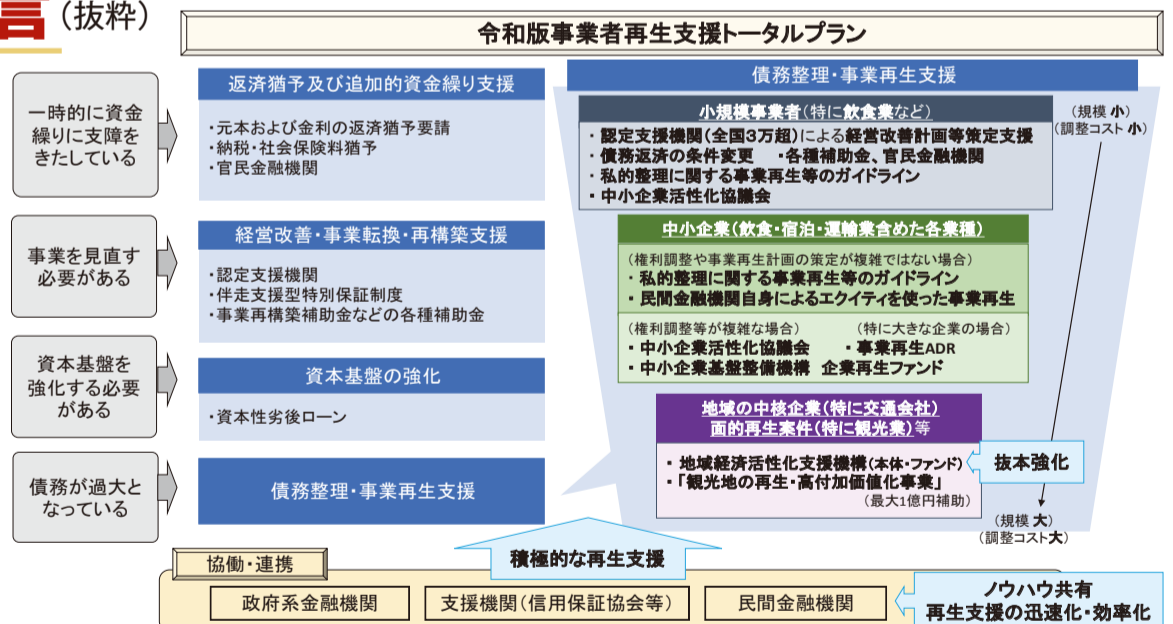 言(抜粋)
令和版事業者再生支援トータルプラン
一時的に資金
繰りに支障を
きたしている
返済猶予及び追加的資金繰り支援
・元本および金利の返済猶予要請
・納税・社会保険料猶予
・官民金融機関
事業を見直す
必要がある
経営改善・事業転換・再構築支援
・認定支援機関
・伴走支援型特別保証制度
・事業再構築補助金などの各種補助金
資本基盤を
強化する必要
がある
資本基盤の強化
・資本性劣後ローン
債務が過大と
なっている
債務整理・事業再生支援
債務整理・事業再生支援
小規模事業者(特に飲食業など)
・認定支援機関(全国3万超)による経営改善計画等策定支援
・債務返済の条件変更 ・各種補助金、官民金融機関
・私的整理に関する事業再生等のガイドライン
・中小企業活性化協議会
(規模 小)
(調整コスト 小)
中小企業(飲食・宿泊・運輸業含めた各業種)
(権利調整や事業再生計画の策定が複雑ではない場合)
・私的整理に関する事業再生等のガイドライン
・民間金融機関自身によるエクイティを使った事業再生
(権利調整等が複雑な場合) (特に大きな企業の場合)
・中小企業活性化協議会 ・事業再生ADR
・中小企業基盤整備機構 企業再生ファンド
地域の中核企業(特に交通会社)
面的再生案件(特に観光業)等
・地域経済活性化支援機構(本体・ファンド)
・「観光地の再生・高付加価値化事業」
(最大1億円補助)
抜本強化
(規模 大)
(調整コスト大)
積極的な再生支援
協働・連携
政府系金融機関
支援機関(信用保証協会等)
民間金融機関
ノウハウ共有
再生支援の迅速化・効率化